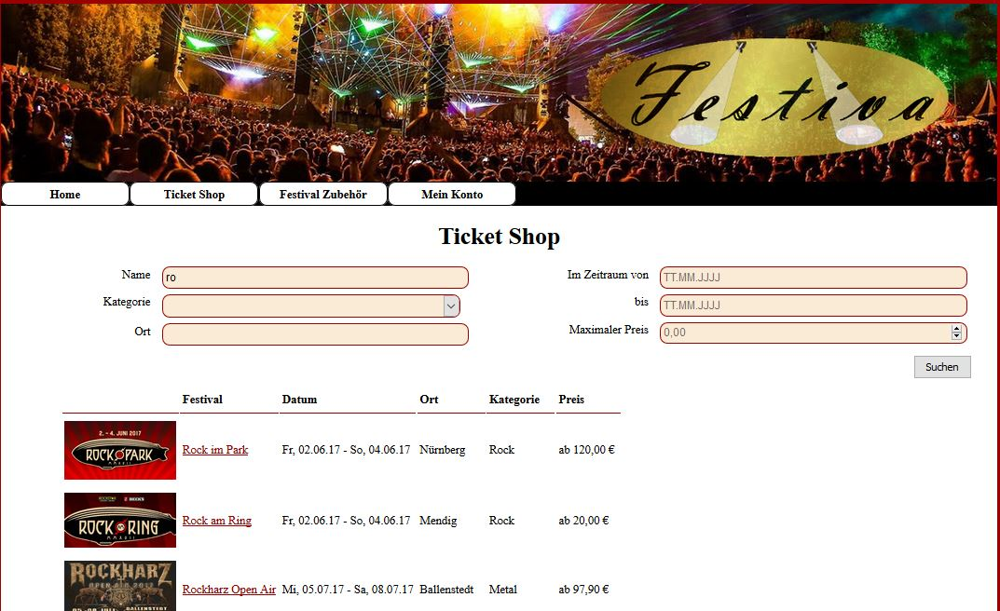 Festiva
Home Ticket Shop Festival Zubehör Mein Konto
Ticket Shop
Name ro Im Zeitraum von TT.MM.JJJJ
Kategorie bis TT.MM.JJJJ
Ort Maximaler Preis 0,00
Suchen
Festival Datum Ort Kategorie Preis
2. - 4. JUNI 2017
ROCK PARK
MMXVII
Rock im Park Fr, 02.06.17 - So, 04.06.17 Nürnberg Rock ab 120,00 €
BECK'S
ROCK RING
MMXVII
Rock am Ring Fr, 02.06.17 - So, 04.06.17 Mendig Rock ab 20,00 €
ROCKHARZ
OPEN AIR 2017
BALLENSTEDT
Rockharz Open Air Mi, 05.07.17 - Sa, 08.07.17 Ballenstedt Metal ab 97,90 €